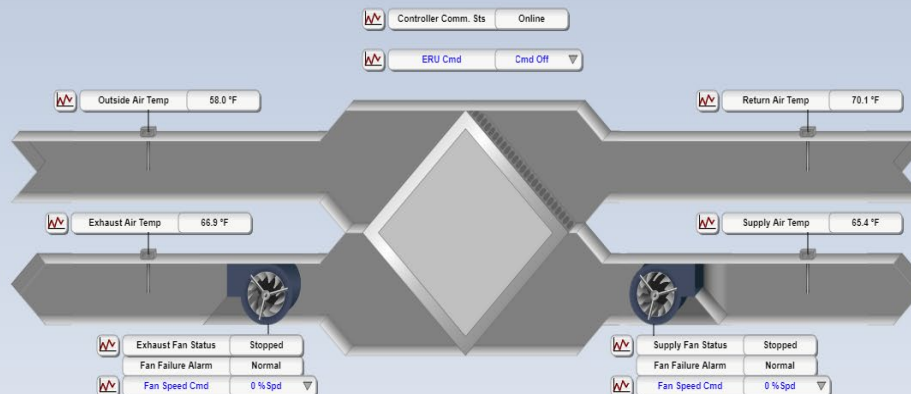 Controller Comm. Sts Online
ERU Cmd Cmd Off
Outside Air Temp 58.0 °F
Return Air Temp 70.1 °F
Exhaust Air Temp 66.9 °F
Supply Air Temp 65.4 °F
Exhaust Fan Status Stopped
Fan Failure Alarm Normal
Fan Speed Cmd 0 %Spd
Supply Fan Status Stopped
Fan Failure Alarm Normal
Fan Speed Cmd 0 %Spd